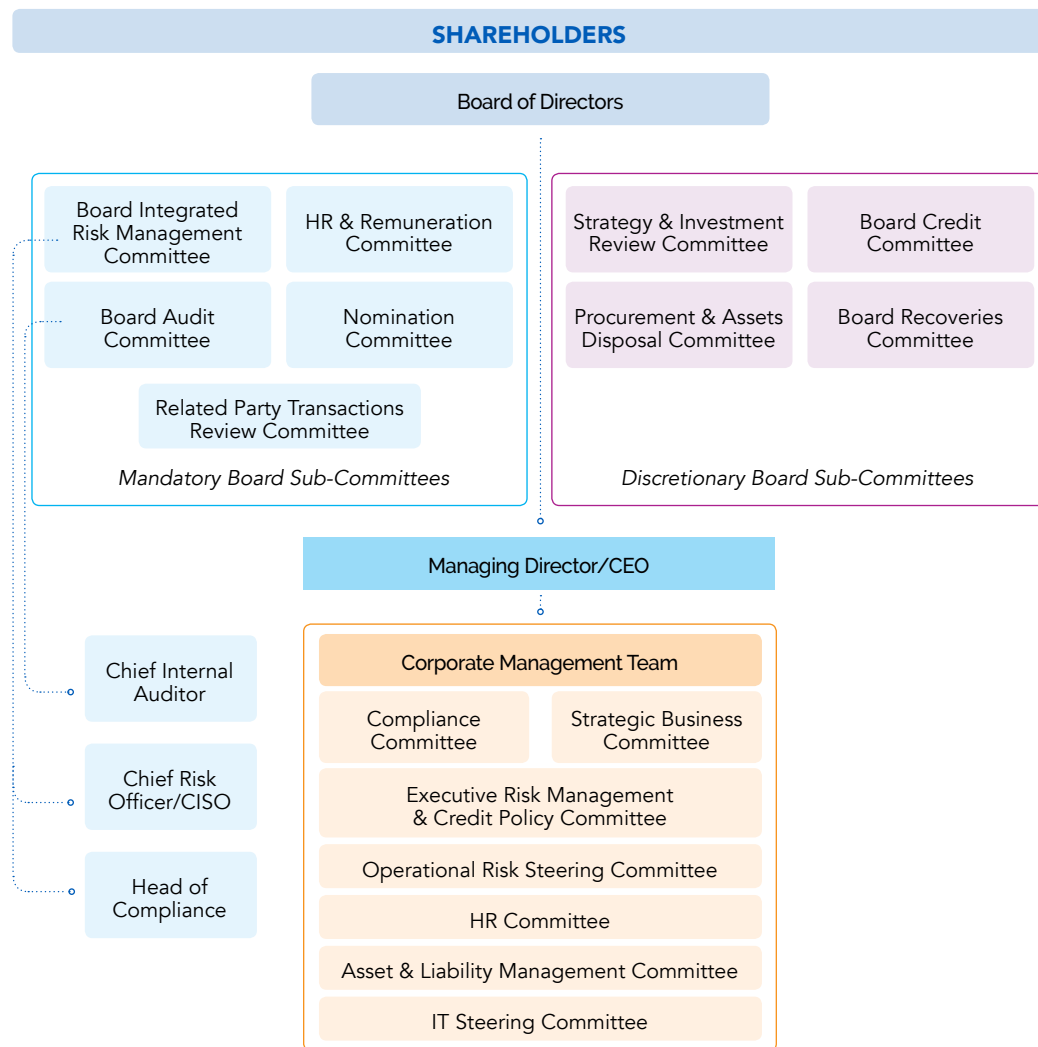 SHAREHOLDERS
Board of Directors
Board Integrated
Risk Management
Committee
HR & Remuneration
Committee
Board Audit
Committee
Nomination
Committee
Related Party Transactions
Review Committee
Mandatory Board Sub-Committees
Strategy & Investment
Review Committee
Board Credit
Committee
Procurement & Assets
Disposal Committee
Board Recoveries
Committee
Discretionary Board Sub-Committees
Managing Director/CEO
Chief Internal
Auditor
Chief Risk
Officer/CISO
Head of
Compliance
Corporate Management Team
Compliance
Committee
Strategic Business
Committee
Executive Risk Management
& Credit Policy Committee
Operational Risk Steering Committee
HR Committee
Asset & Liability Management Committee
IT Steering Committee